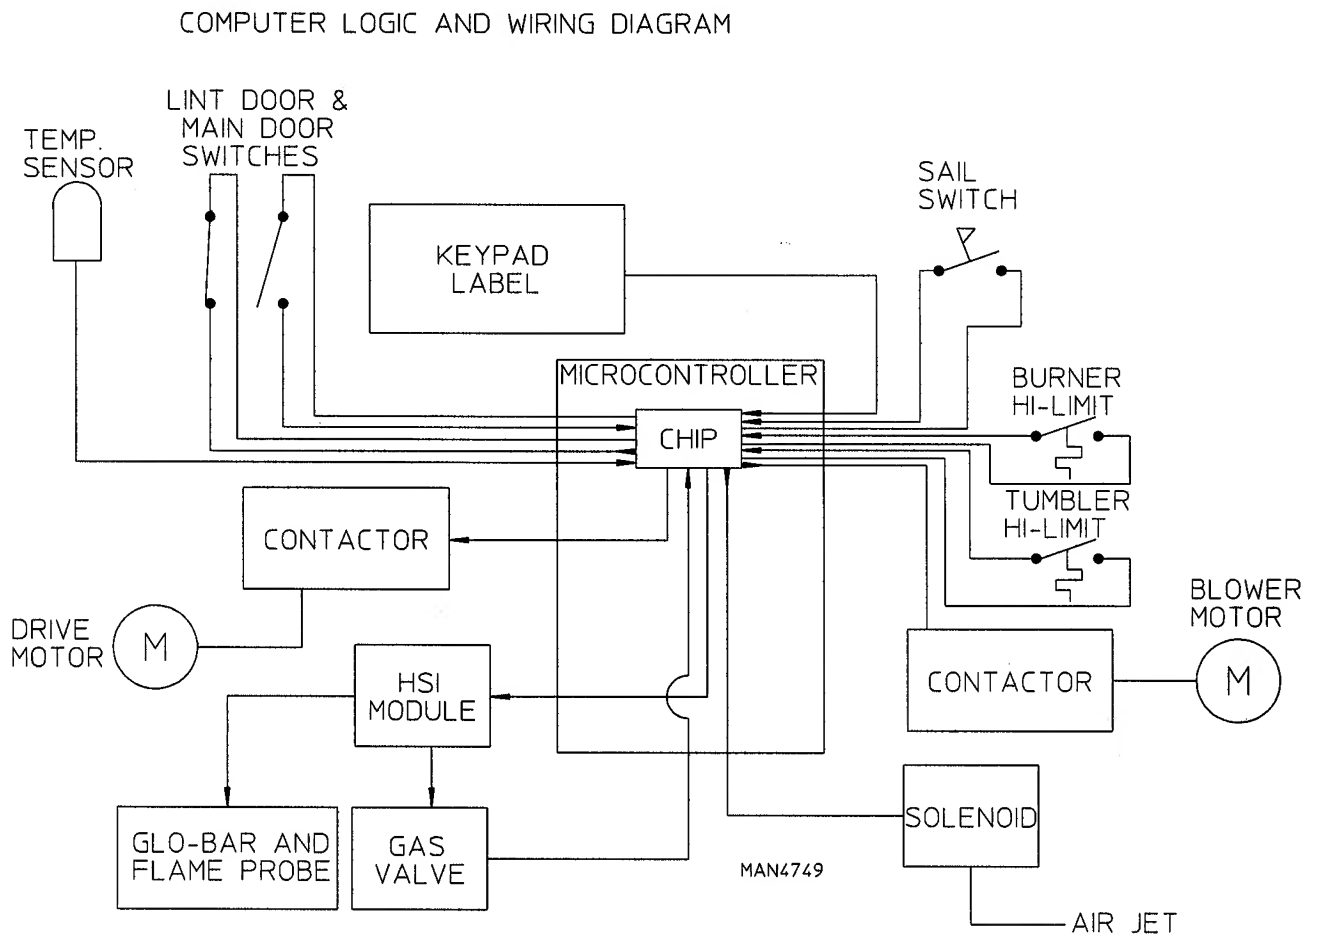 COMPUTER LOGIC AND WIRING DIAGRAM
LINT DOOR &
MAIN DOOR
SWITCHES
TEMP.
SENSOR
SAIL
SWITCH
KEYPAD
LABEL
MICROCONTROLLER
CHIP
BURNER
HI-LIMIT
TUMBLER
HI-LIMIT
CONTACTOR
DRIVE
MOTOR
M
HSI
MODULE
BLOWER
MOTOR
CONTACTOR
M
GLO-BAR AND
FLAME PROBE
GAS
VALVE
SOLENOID
MAN4749
AIR JET